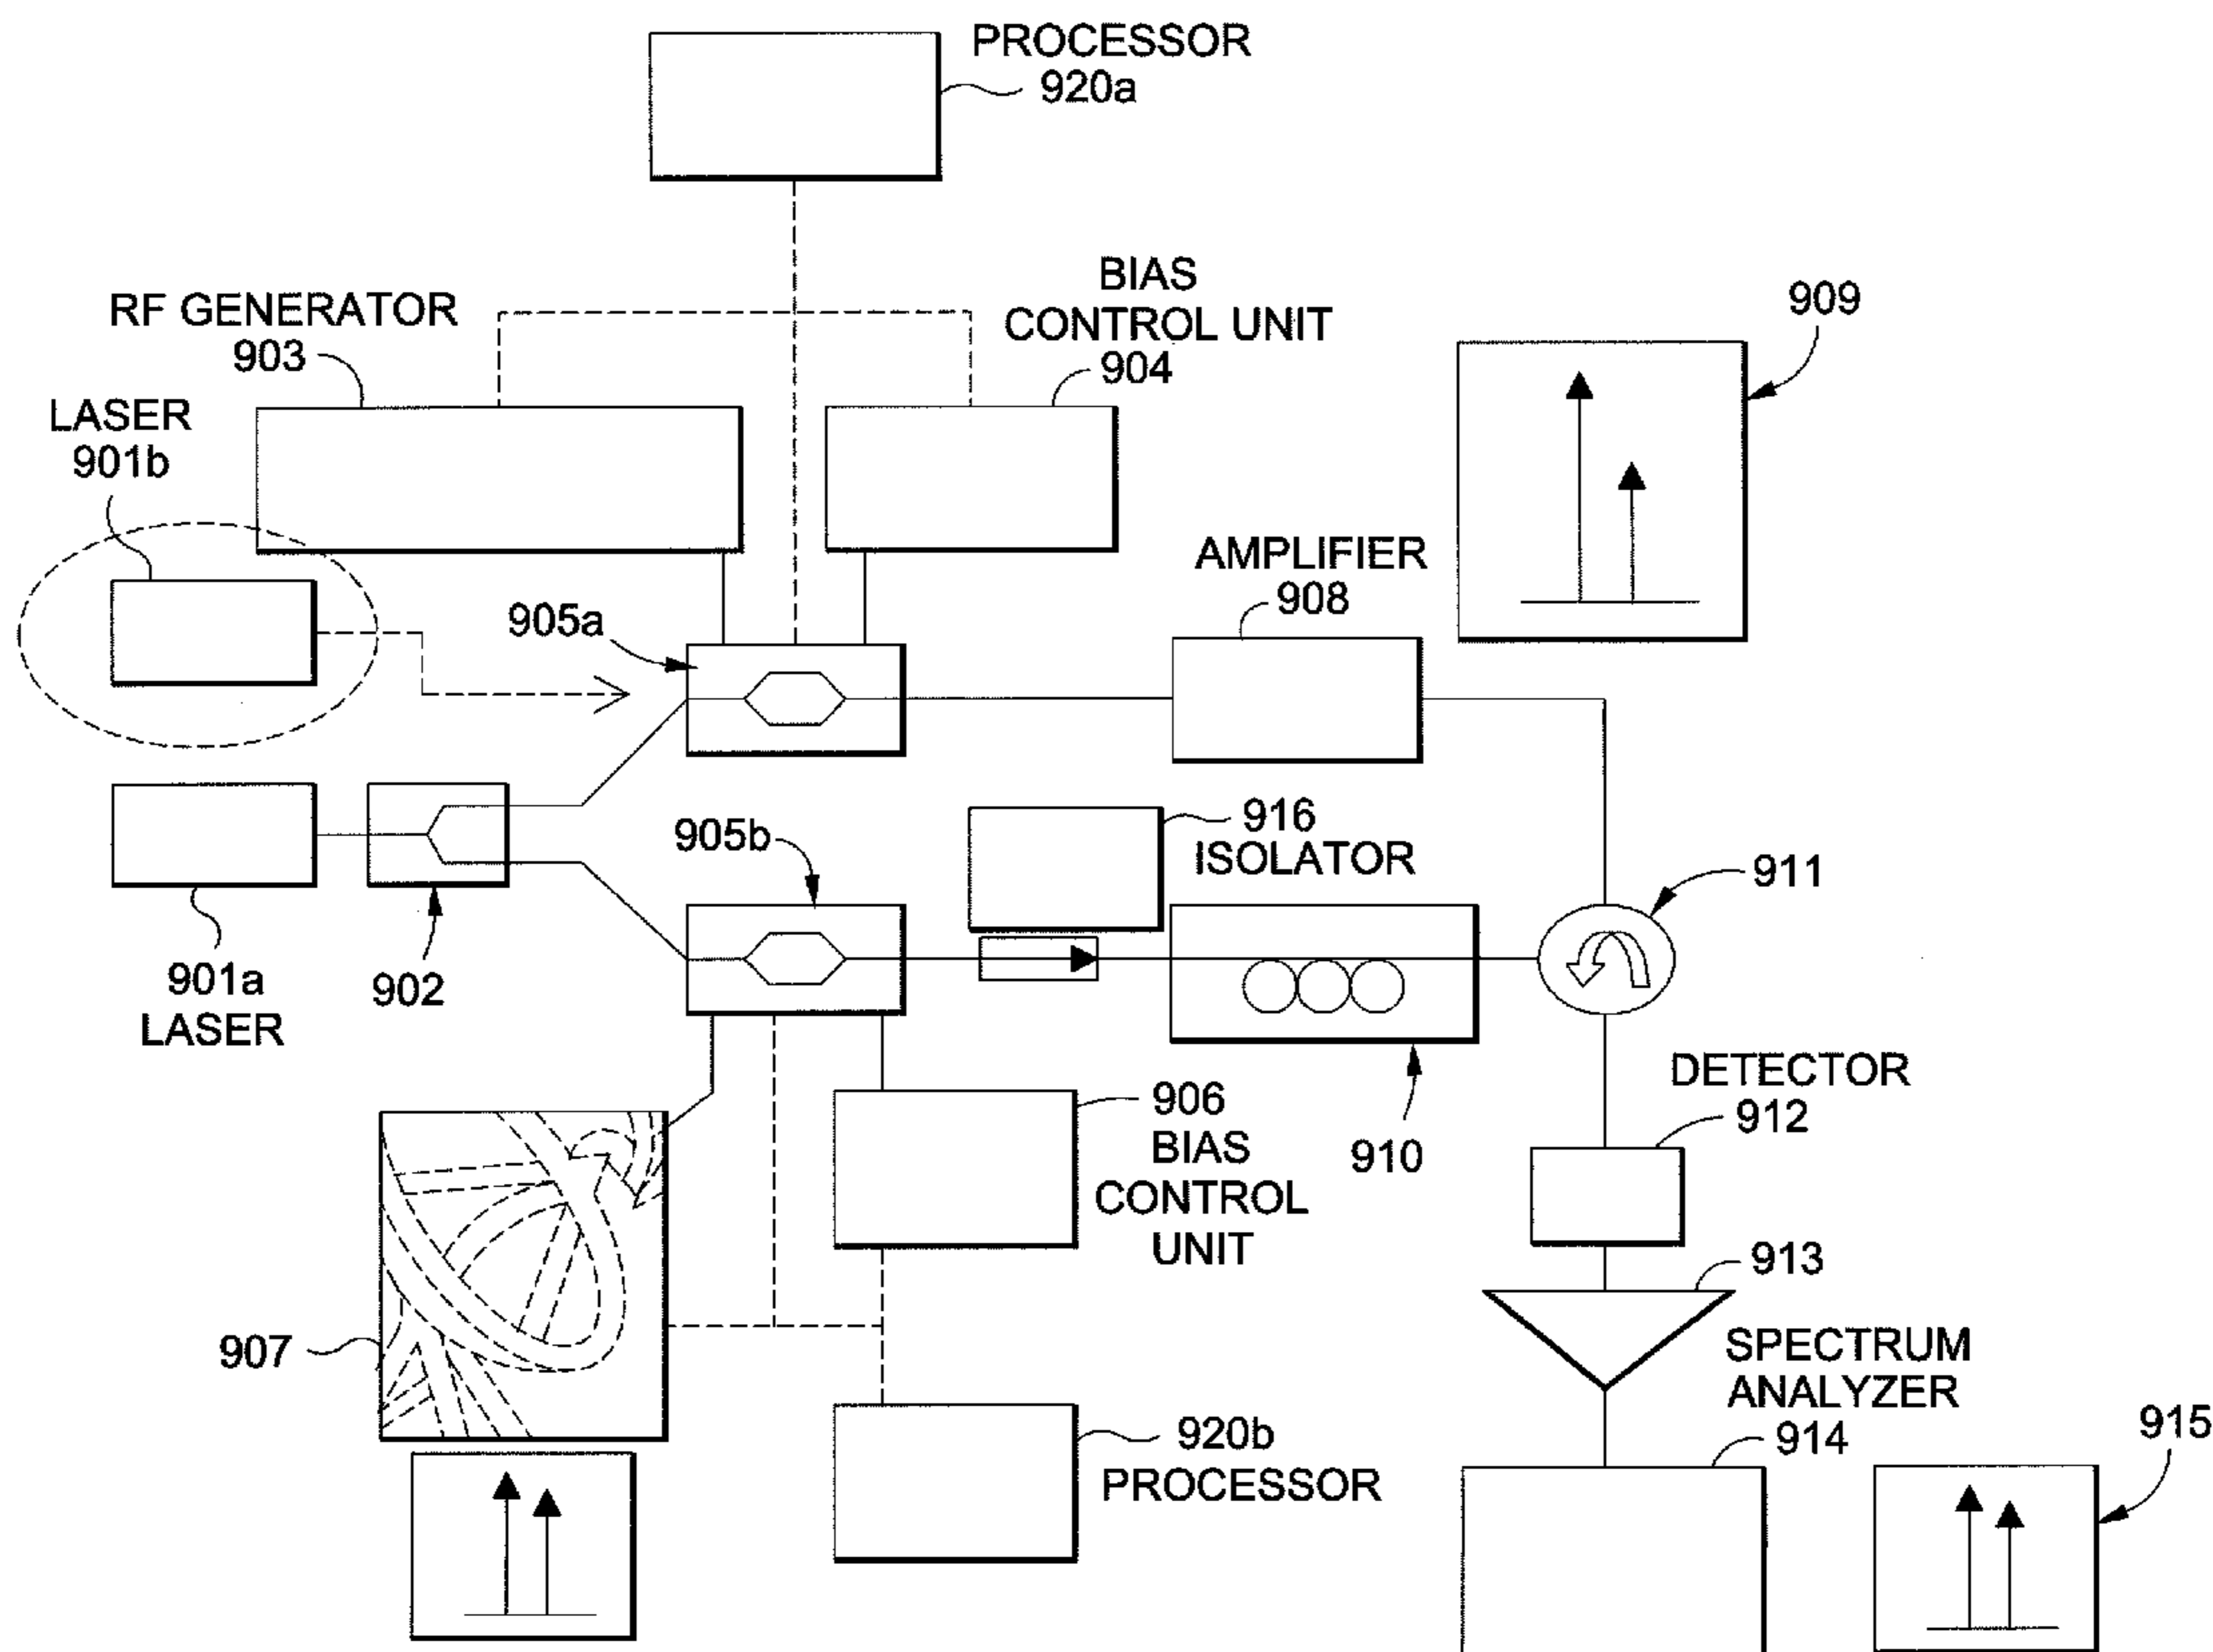 PROCESSOR
920a
BIAS
CONTROL UNIT
904
RF GENERATOR
903
909
LASER
901b
AMPLIFIER
908
905a
905b
916
ISOLATOR
911
901a
LASER
902
DETECTOR
912
906
BIAS
CONTROL
UNIT
910
913
907
SPECTRUM
ANALYZER
914
915
920b
PROCESSOR